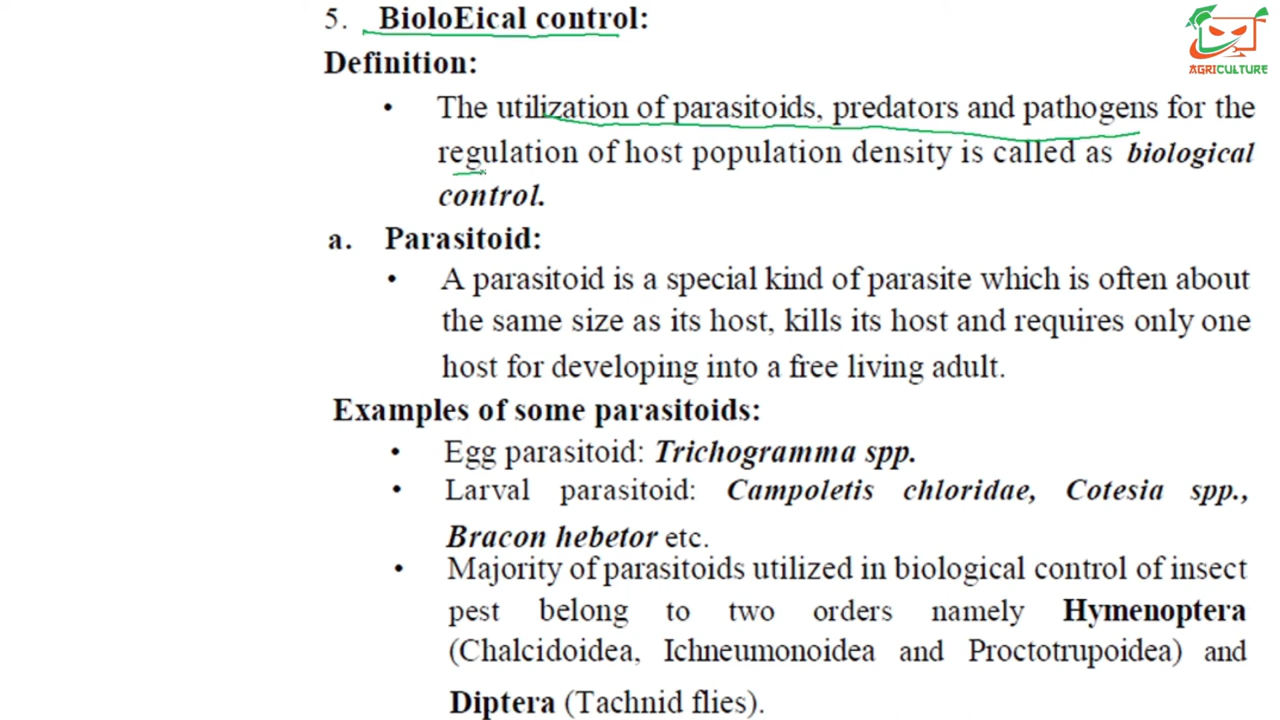 5. BioloEical control:
AGRICULTURE
Definition:
• The utilization of parasitoids, predators and pathogens for the
regulation of host population density is called as biological
control.
a. Parasitoid:
• A parasitoid is a special kind of parasite which is often about
the same size as its host, kills its host and requires only one
host for developing into a free living adult.
Examples of some parasitoids:
• Egg parasitoid: Trichogramma spp.
• Larval parasitoid: Campoletis chloridae, Cotesia spp.,
Bracon hebetor etc.
• Majority of parasitoids utilized in biological control of insect
pest belong to two orders namely Hymenoptera
(Chalcidoidea, Ichneumonoidea and Proctotrupoidea) and
Diptera (Tachnid flies).